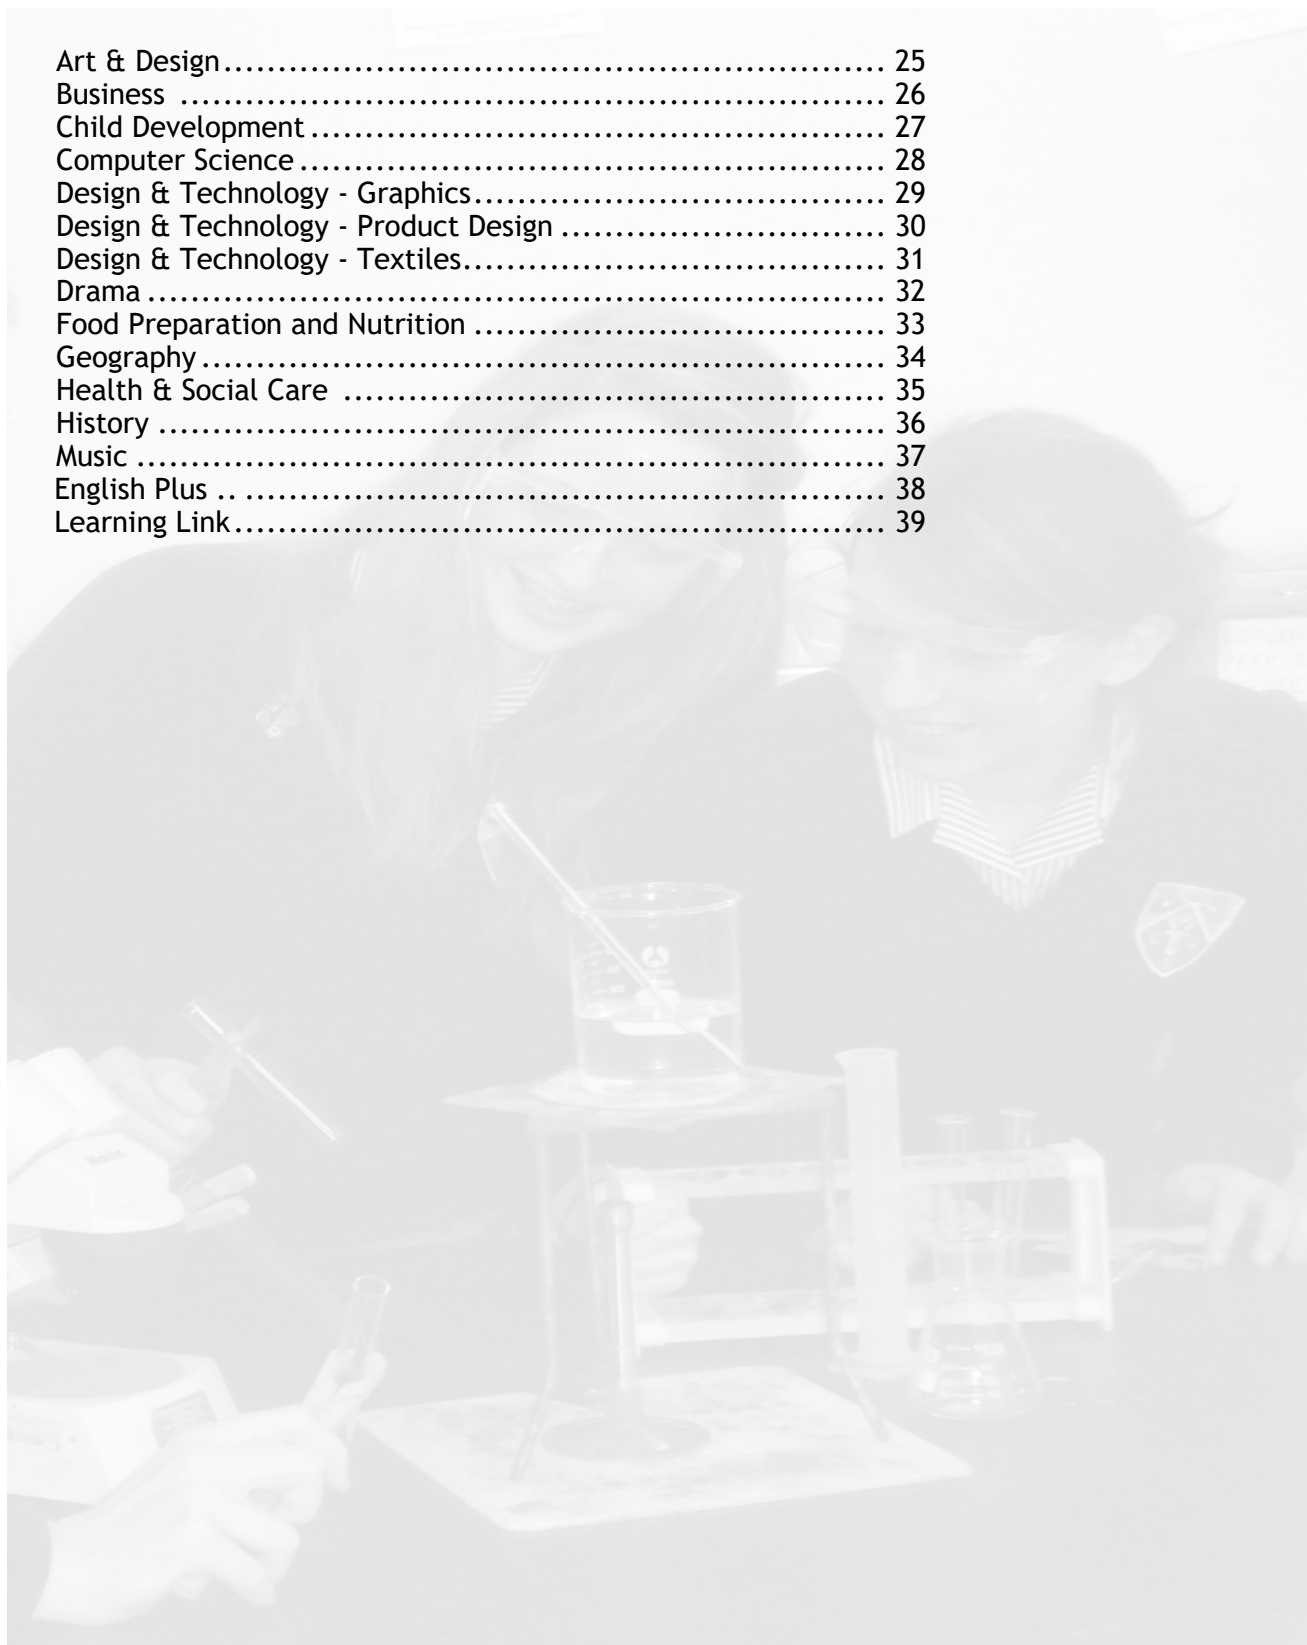 Art & Design............................................................. 25
Business ................................................................. 26
Child Development ..................................................... 27
Computer Science ...................................................... 28
Design & Technology - Graphics...................................... 29
Design & Technology - Product Design .............................. 30
Design & Technology - Textiles....................................... 31
Drama .................................................................... 32
Food Preparation and Nutrition ...................................... 33
Geography ............................................................... 34
Health & Social Care .................................................. 35
History ................................................................... 36
Music ..................................................................... 37
English Plus .. ........................................................... 38
Learning Link............................................................ 39
Motic